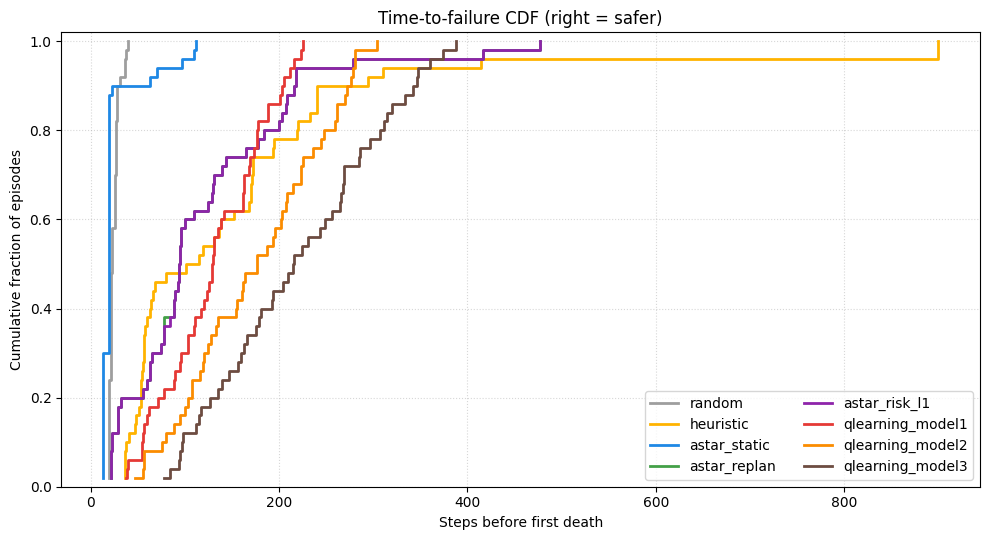 Time-to-failure CDF (right = safer)
Cumulative fraction of episodes
1.0
0.8
0.6
0.4
0.2
0.0
0
200
400
600
800
Steps before first death
random
heuristic
astar_static
astar_replan
astar_risk_l1
qlearning_model1
qlearning_model2
qlearning_model3